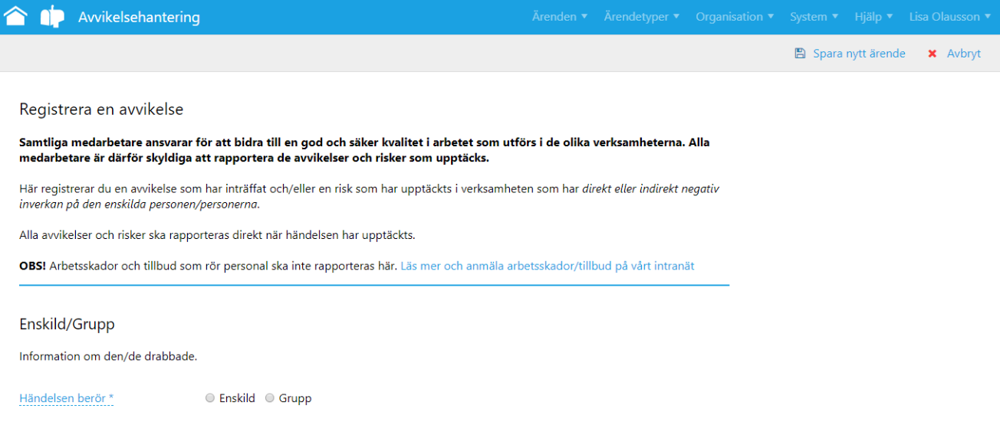 Avvikelsehantering Ärenden Ärendetyper Organisation System Hjälp Lisa Olausson
Spara nytt ärende Avbryt
Registrera en avvikelse
Samtliga medarbetare ansvarar för att bidra till en god och säker kvalitet i arbetet som utförs i de olika verksamheterna. Alla
medarbetare är därför skyldiga att rapportera de avvikelser och risker som upptäcks.
Här registrerar du en avvikelse som har inträffat och/eller en risk som har upptäckts i verksamheten som har direkt eller indirekt negativ
inverkan på den enskilda personen/personerna.
Alla avvikelser och risker ska rapporteras direkt när händelsen har upptäckts.
OBS! Arbetsskador och tillbud som rör personal ska inte rapporteras här. Läs mer och anmäla arbetsskador/tillbud på vårt intranät
Enskild/Grupp
Information om den/de drabbade.
Händelsen berör * Enskild Grupp